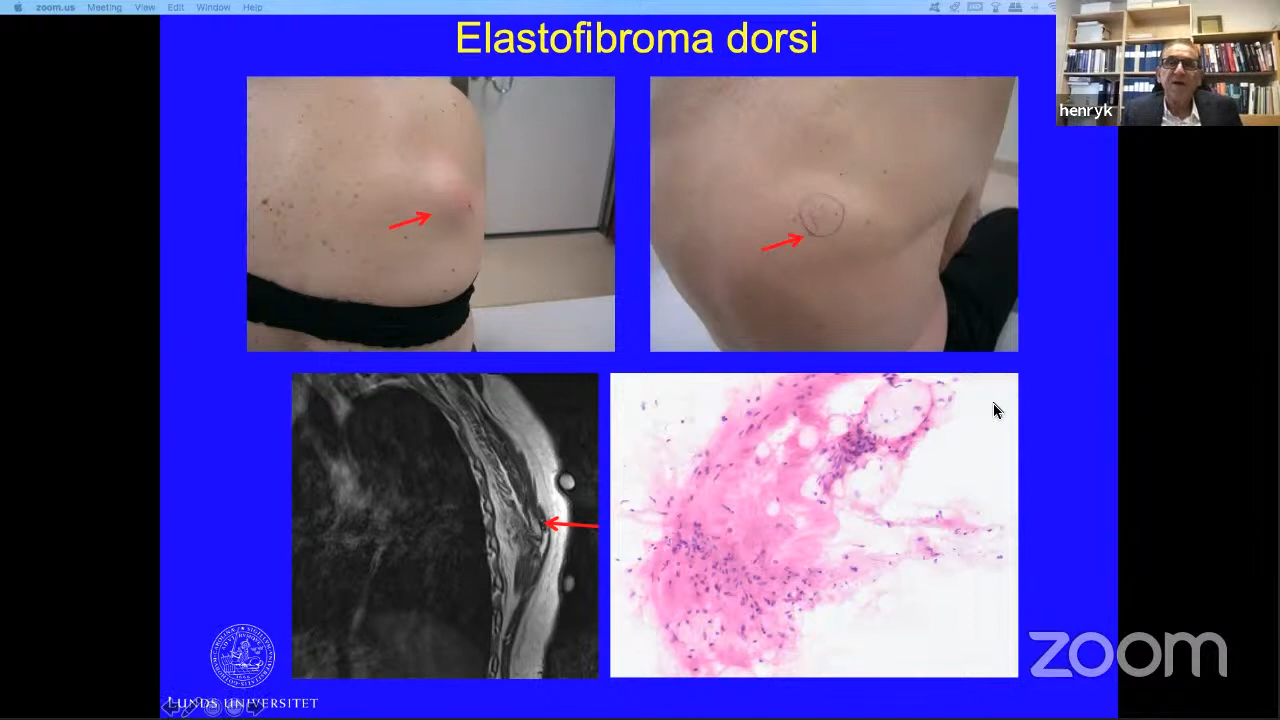 zoom.us Meeting View Edit Window Help
Elastofibroma dorsi
henryk
LUNDS UNIVERSITET
zoom